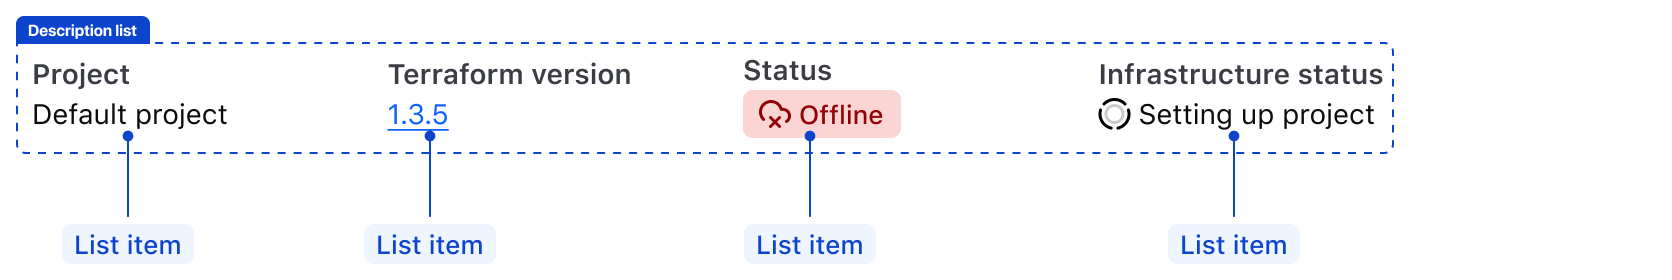 Description list
Project
Terraform version
Status
Infrastructure status
Default project
1.3.5
Offline
Setting up project
List item
List item
List item
List item